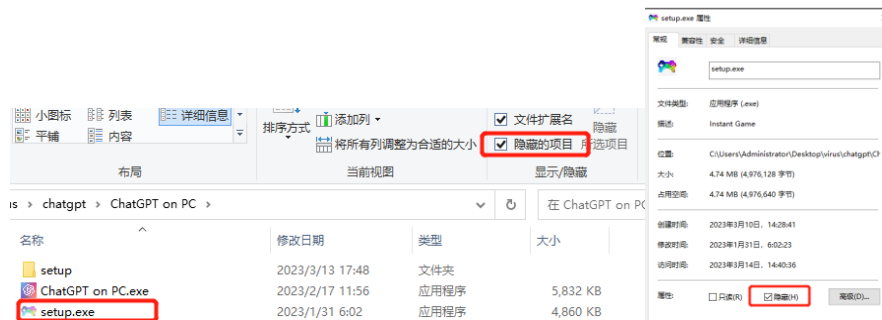 小图标 列表 详细信息
平铺 内容
布局
排序方式
添加列
将所有列调整为合适的大小
当前视图
文件扩展名
隐藏的项目
隐藏
所选项目
显示/隐藏
us > chatgpt > ChatGPT on PC >
在 ChatGPT on PC
名称 修改日期 类型 大小
setup 2023/3/13 17:48 文件夹
ChatGPT on PC.exe 2023/2/17 11:56 应用程序 5,832 KB
setup.exe 2023/1/31 6:02 应用程序 4,860 KB
setup.exe 属性
常规 兼容性 安全 详细信息
setup.exe
文件类型: 应用程序 (.exe)
描述: Instant Game
位置: C:\Users\Administrator\Desktop\virus\chatgpt\Ch
大小: 4.74 MB (4,976,128 字节)
占用空间: 4.74 MB (4,976,640 字节)
创建时间: 2023年3月10日，14:28:41
修改时间: 2023年1月31日，6:02:23
访问时间: 2023年3月14日，14:40:36
属性: 只读(R) 隐藏(H) 高级(D)...